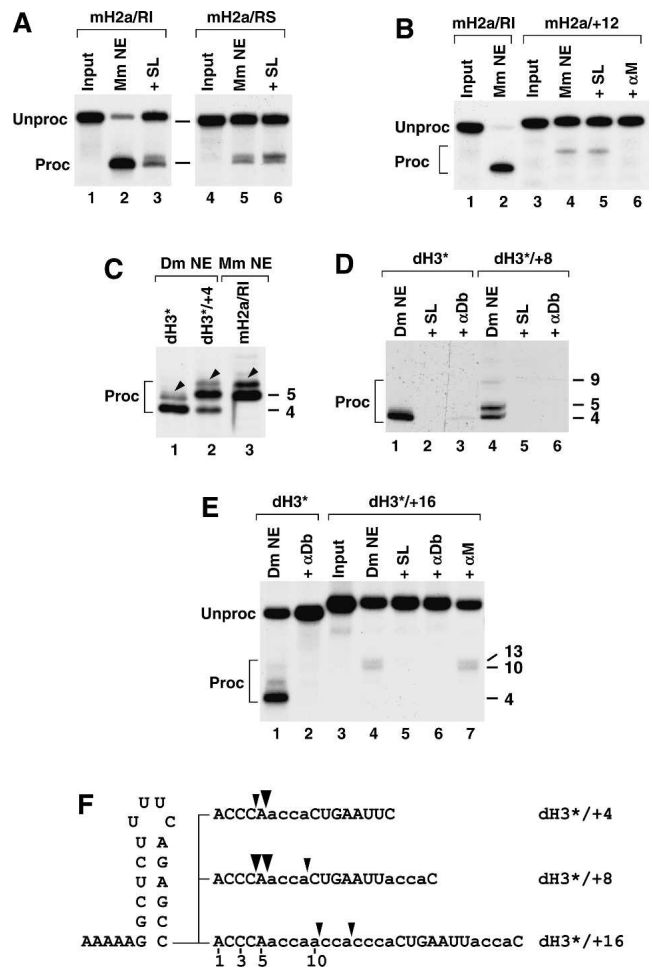 A
mH2a/RI
mH2a/RS
Input
Mm NE
+ SL
Input
Mm NE
+ SL
Unproc
Proc
1 2 3 4 5 6
B
mH2a/RI
mH2a/+12
Input
Mm NE
Input
Mm NE
+ SL
+ αM
Unproc
Proc
1 2 3 4 5 6
C
Dm NE
Mm NE
dH3*
dH3*/+4
mH2a/RI
Proc
5
4
1 2 3
D
dH3*
dH3*/+8
Dm NE
+ SL
+ αDb
Dm NE
+ SL
+ αDb
Proc
9
5
4
1 2 3 4 5 6
E
dH3*
dH3*/+16
Dm NE
+ αDb
Input
Dm NE
+ SL
+ αDb
+ αM
Unproc
Proc
13
10
4
1 2 3 4 5 6 7
F
U U
U U
U C
C A
U G
C A
U G
C G
G C
AAAAAG C
ACCCAaccaCUGAAUUC dH3*/+4
ACCCAaccaCUGAAUUaccaC dH3*/+8
ACCCAaccaaccacccaCUGAAUUaccaC dH3*/+16
1 3 5 10